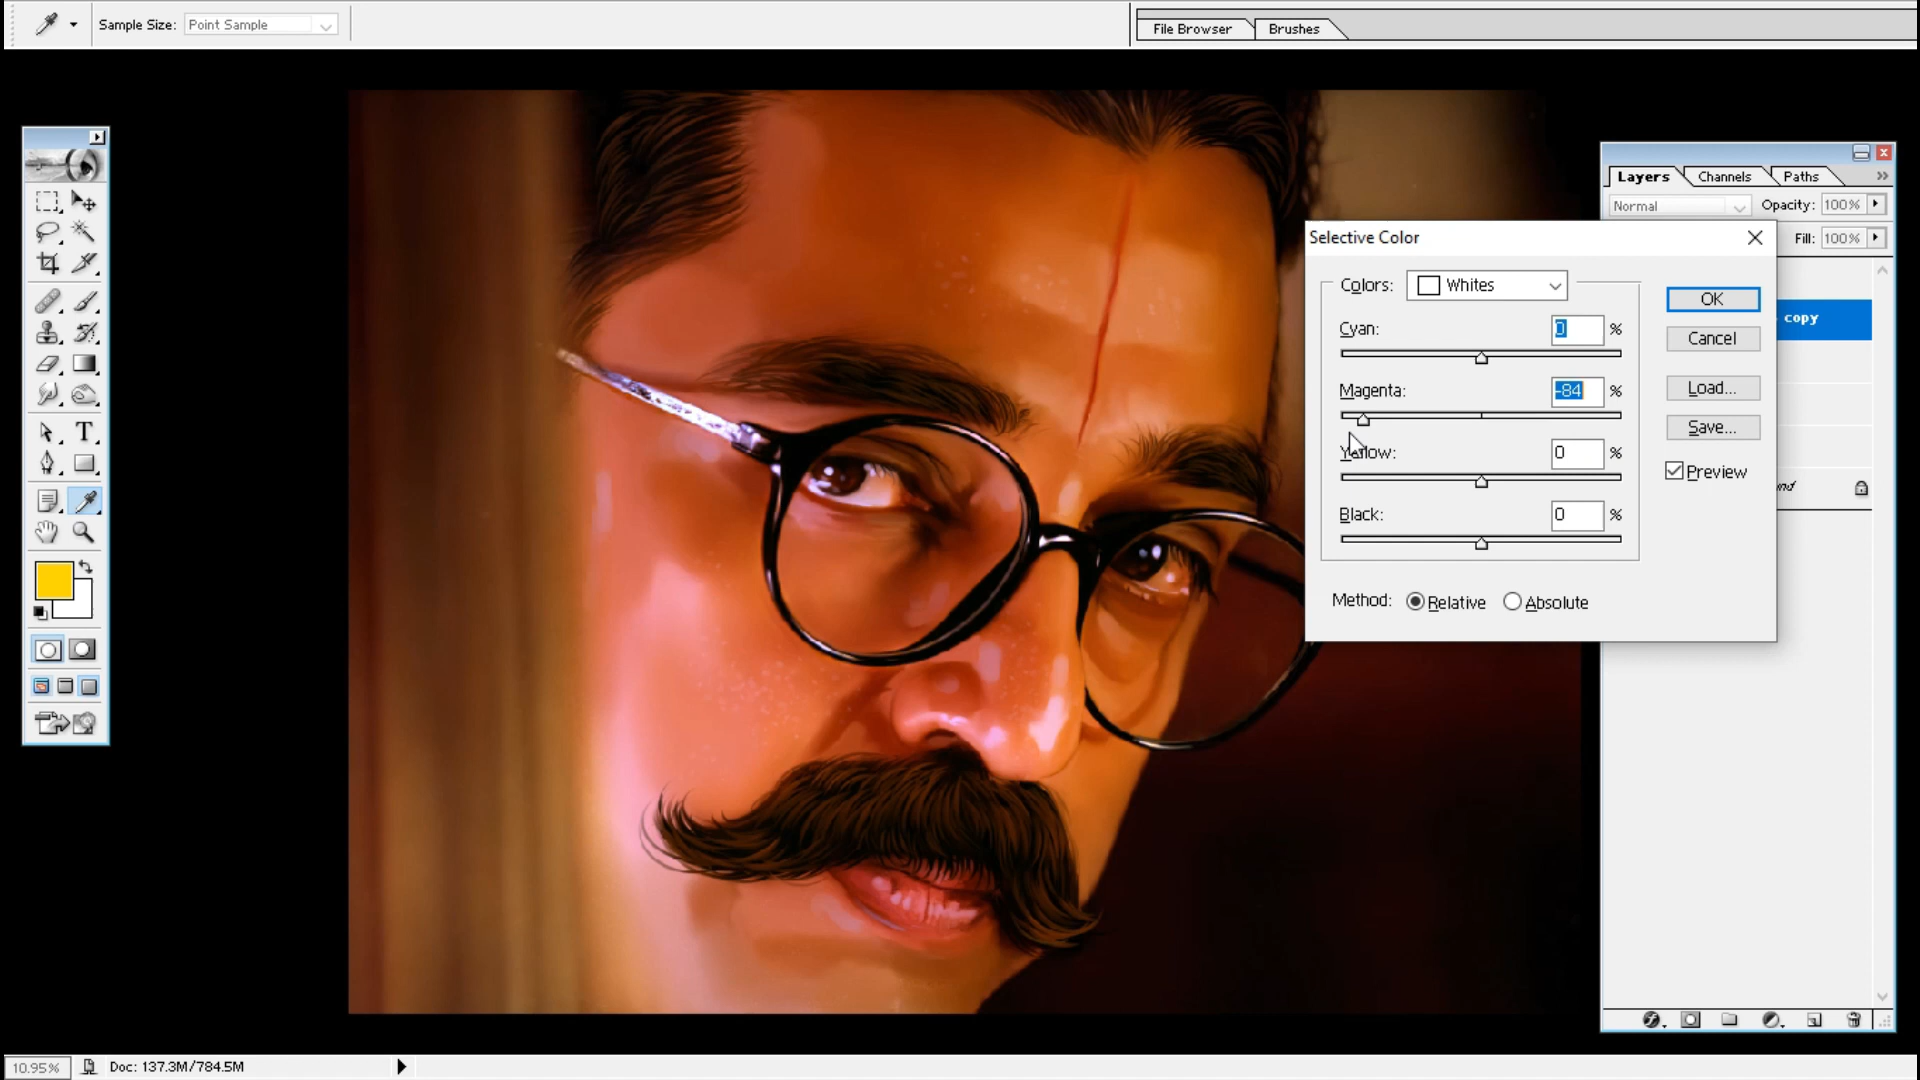 Sample Size: Point Sample
File Browser
Brushes
Layers
Channels
Paths
Normal
Opacity: 100%
Fill: 100%
copy
nd
Selective Color
Colors: Whites
Cyan: 0 %
Magenta: -84 %
Yellow: 0 %
Black: 0 %
Method: Relative Absolute
OK
Cancel
Load...
Save...
Preview
T
10.95%
Doc: 137.3M/784.5M